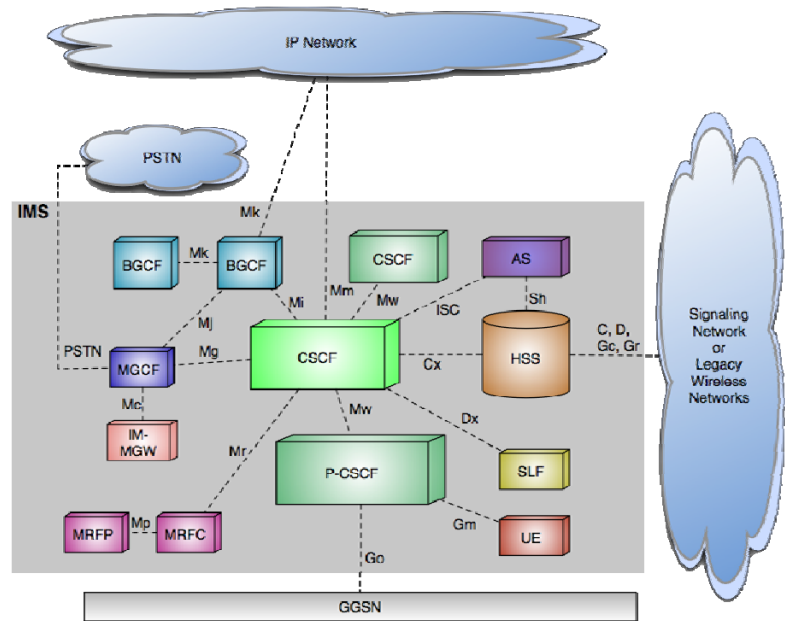 IP Network
PSTN
IMS
Mk
BGCF
Mk
BGCF
CSCF
AS
Mi
Mm
Mw
ISC
Sh
Mj
PSTN
MGCF
Mg
CSCF
Cx
HSS
C, D,
Gc, Gr
Signaling
Network
or
Legacy
Wireless
Networks
Mc
IM-
MGW
Mr
Mw
Dx
P-CSCF
SLF
MRFP
Mp
MRFC
Gm
UE
Go
GGSN